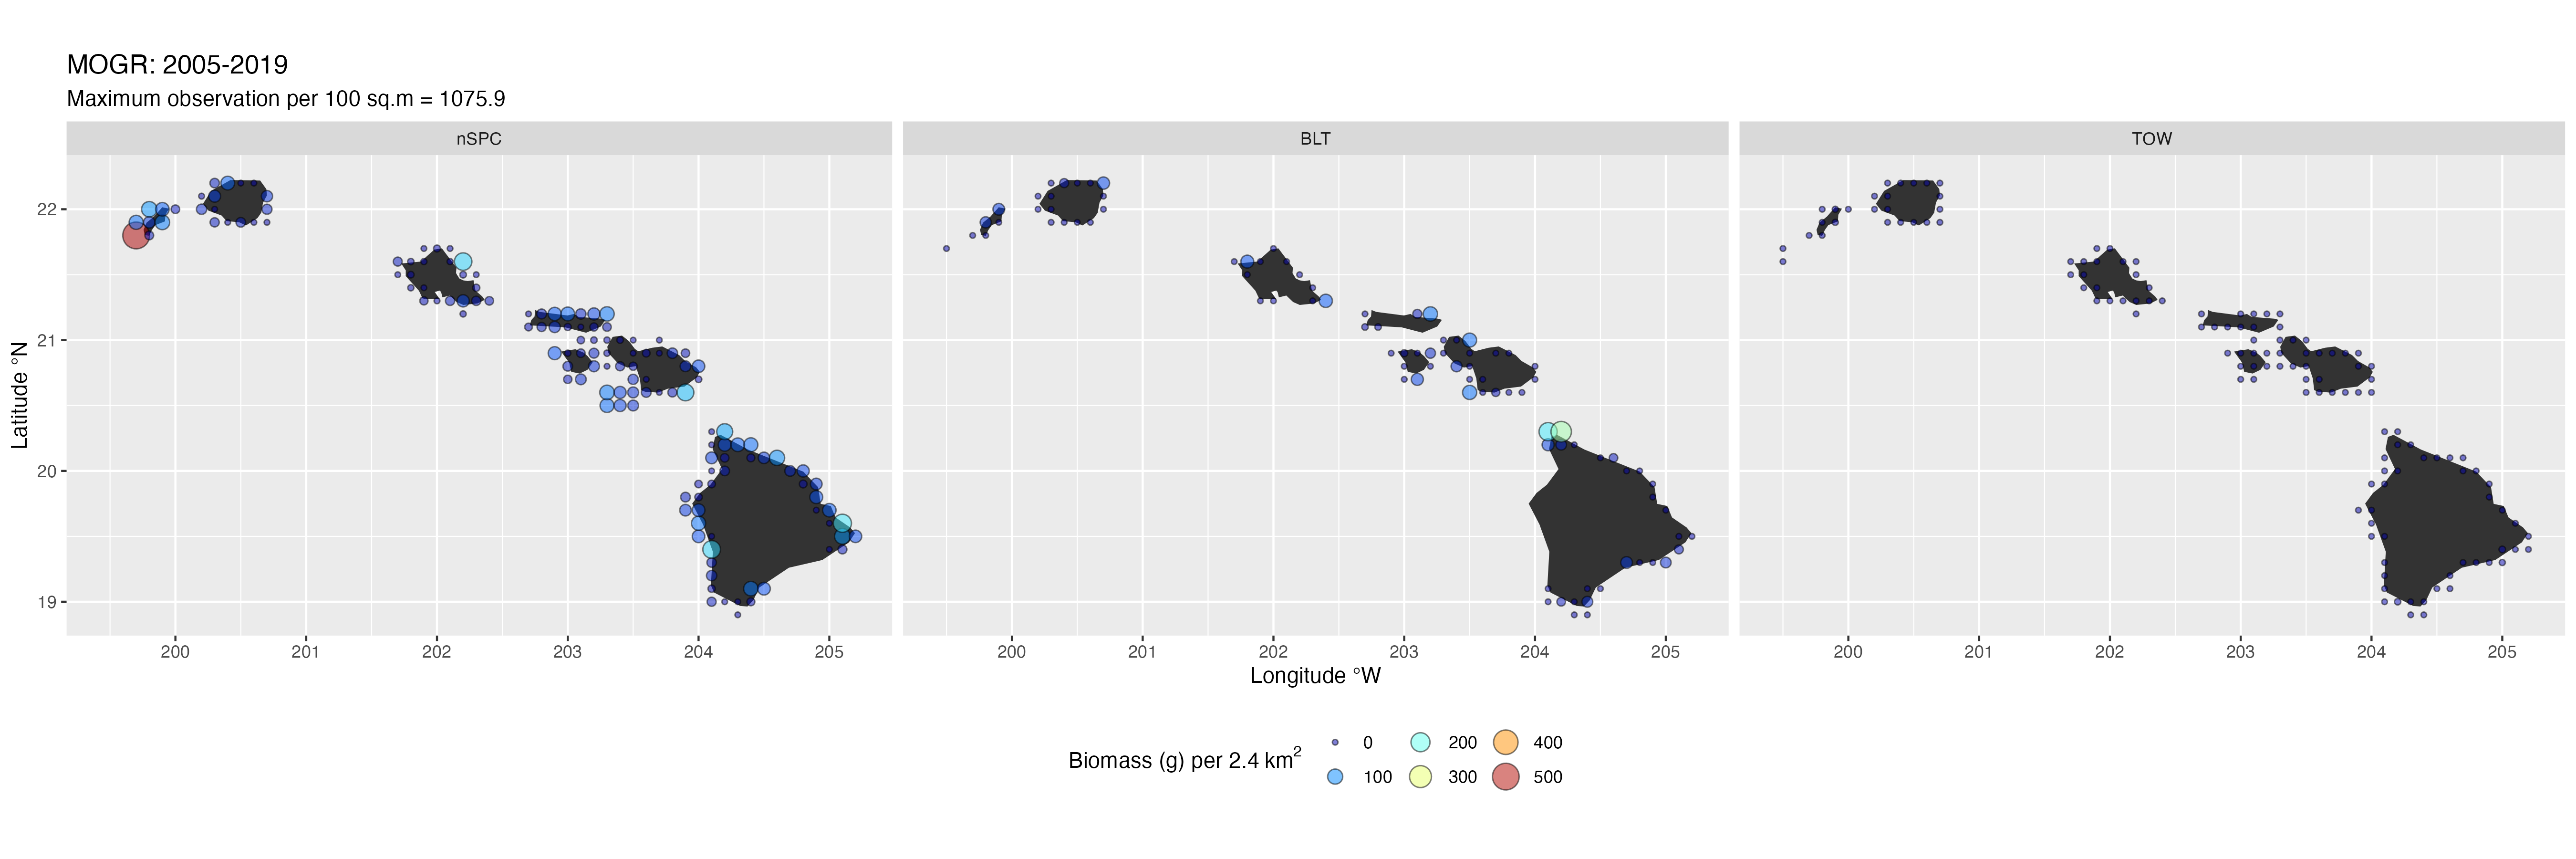 MOGR: 2005-2019
Maximum observation per 100 sq.m = 1075.9
nSPC BLT TOW
22
21
20
19
Latitude °N
200 201 202 203 204 205 200 201 202 203 204 205 200 201 202 203 204 205
Longitude °W
Biomass (g) per 2.4 km²
0 200 400
100 300 500